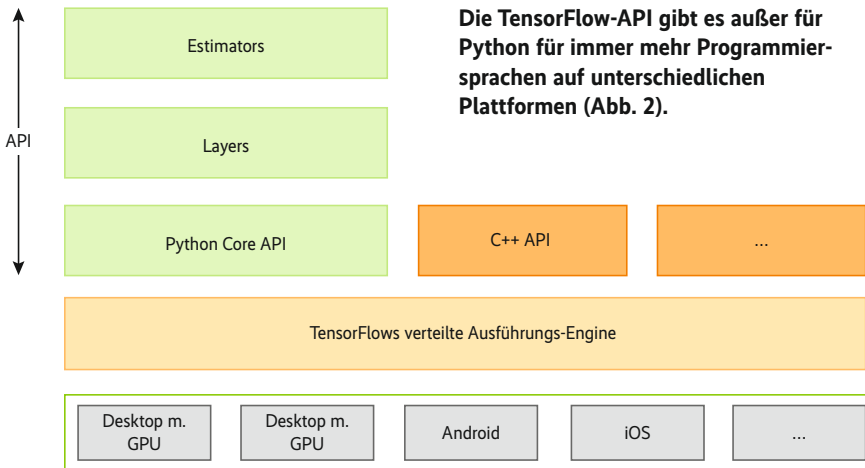 Estimators
Die TensorFlow-API gibt es außer für
Python für immer mehr Programmier-
sprachen auf unterschiedlichen
Plattformen (Abb. 2).
API
Layers
Python Core API
C++ API
...
TensorFlows verteilte Ausführungs-Engine
Desktop m.
GPU
Desktop m.
GPU
Android
iOS
...